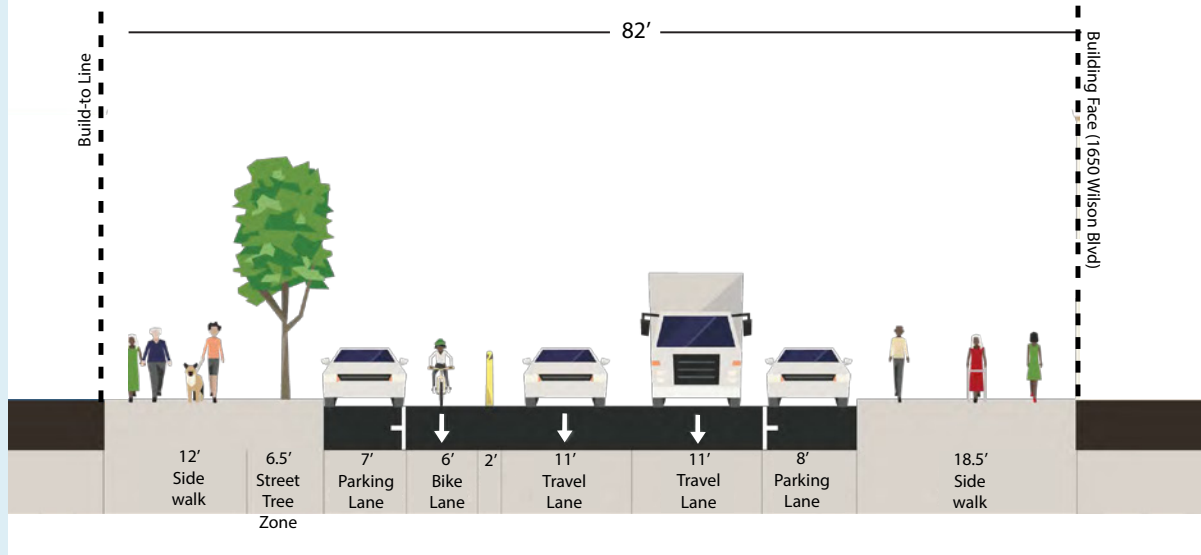 82’
Build-to Line
Building Face (1650 Wilson Blvd)
12’
Side
walk
6.5’
Street
Tree
Zone
7’
Parking
Lane
6’
Bike
Lane
2’
11’
Travel
Lane
11’
Travel
Lane
8’
Parking
Lane
18.5’
Side
walk